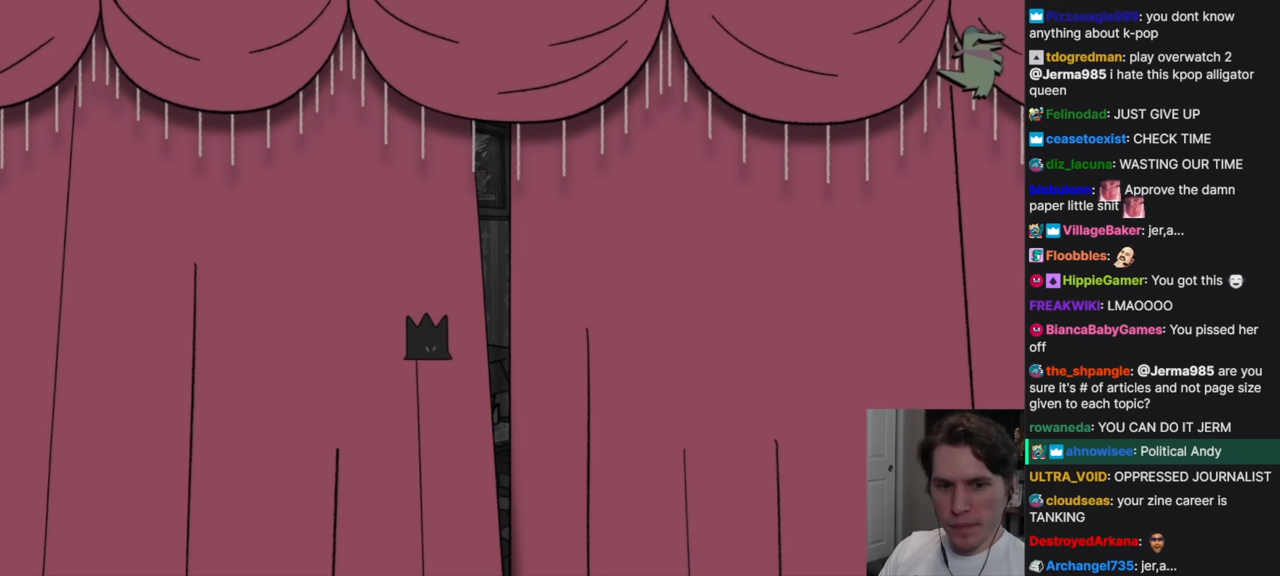 Pizzaeagle999: you dont know
anything about k-pop
tdogredman: play overwatch 2
@Jerma985 i hate this kpop alligator
queen
Felinodad: JUST GIVE UP
ceasetoexist: CHECK TIME
diz_lacuna: WASTING OUR TIME
: Approve the damn
paper little shit
VillageBaker: jer,a...
Floobbles:
HippieGamer: You got this
FREAKWIKI: LMAOOOO
BiancaBabyGames: You pissed her
off
the_shpangle: @Jerma985 are you
sure it's # of articles and not page size
given to each topic?
rowaneda: YOU CAN DO IT JERM
ahnowisee: Political Andy
ULTRA_V0ID: OPPRESSED JOURNALIST
cloudseas: your zine career is
TANKING
DestroyedArkana:
Archangel735: jer,a...